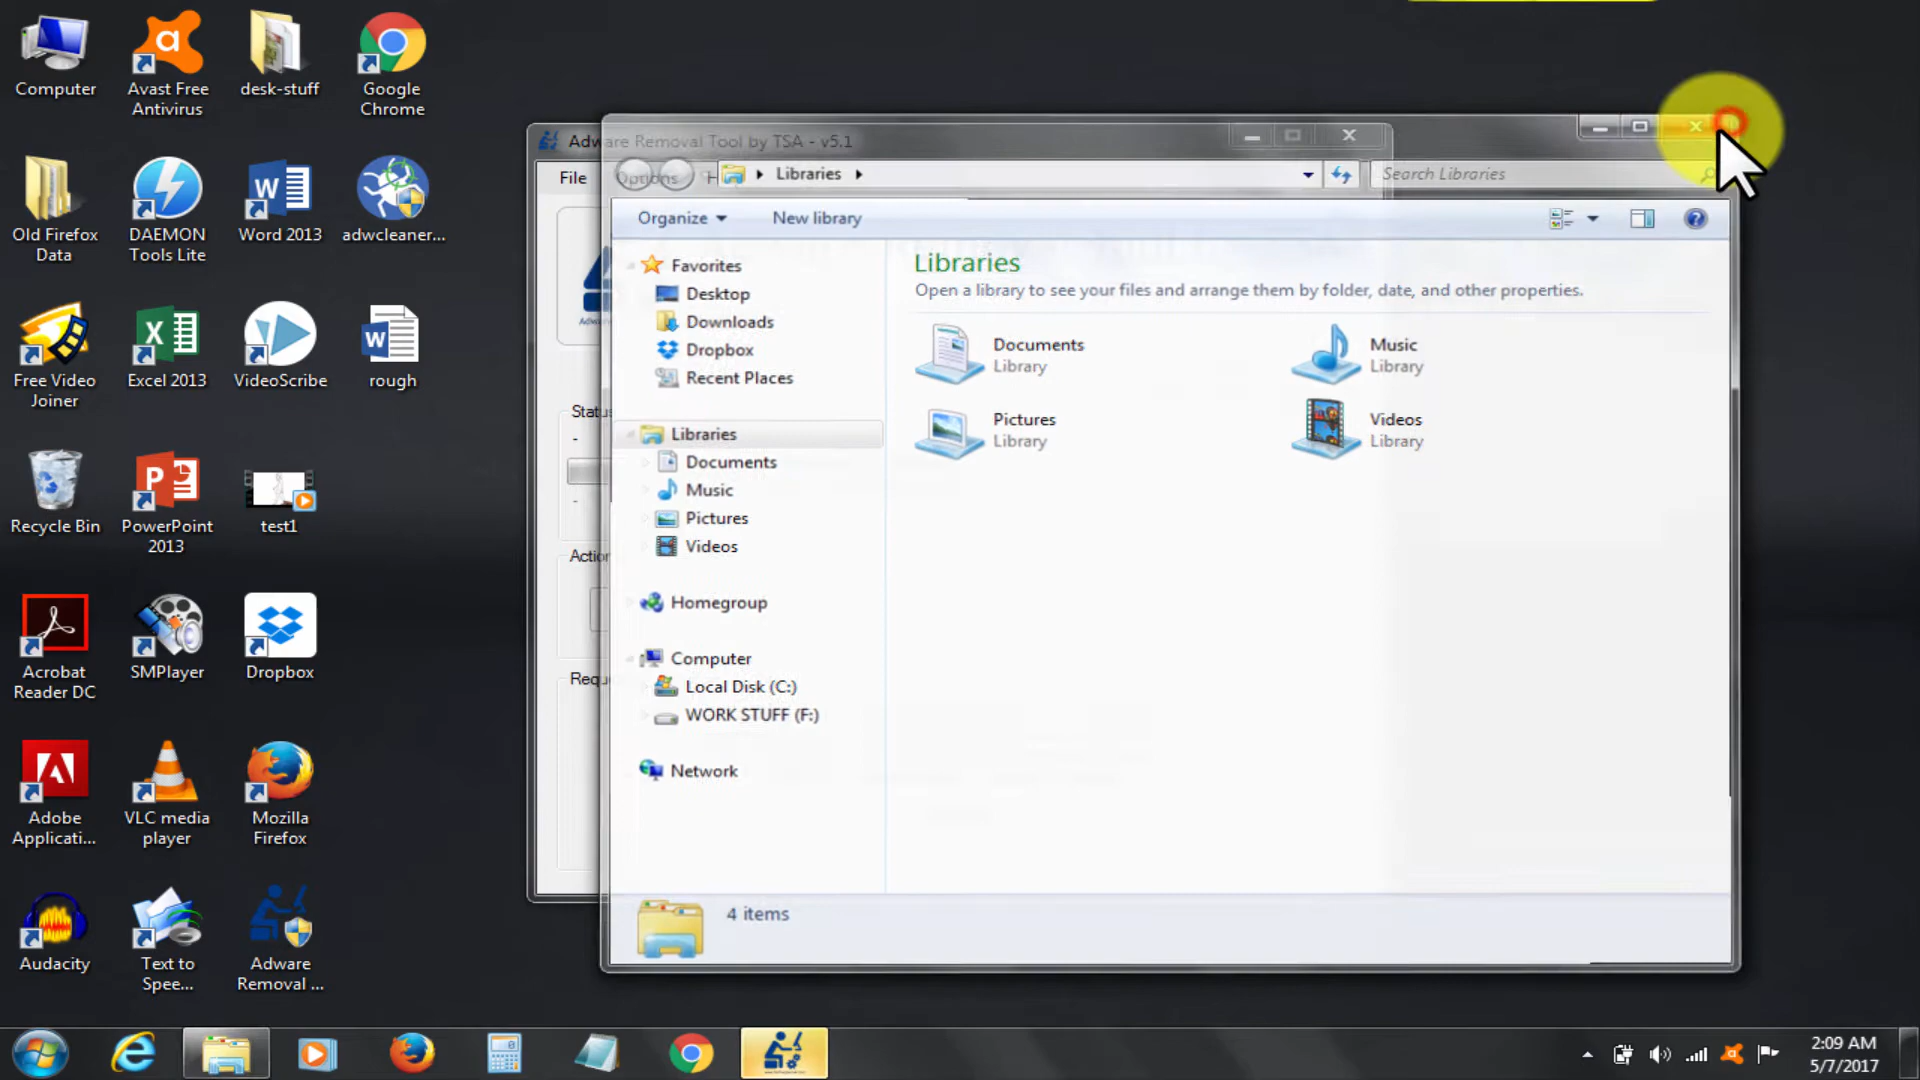 Computer
Avast Free
Antivirus
desk-stuff
Google
Chrome
Old Firefox
Data
DAEMON
Tools Lite
Word 2013
adwcleaner...
Free Video
Joiner
Excel 2013
VideoScribe
rough
Recycle Bin
PowerPoint
2013
test1
Acrobat
Reader DC
SMPlayer
Dropbox
Adobe
Applicati...
VLC media
player
Mozilla
Firefox
Audacity
Text to
Spee...
Adware
Removal ...
Adware Removal Tool by TSA - v5.1
File
Options
Libraries
Search Libraries
Organize
New library
Favorites
Desktop
Downloads
Dropbox
Recent Places
Libraries
Documents
Music
Pictures
Videos
Homegroup
Computer
Local Disk (C:)
WORK STUFF (F:)
Network
Libraries
Open a library to see your files and arrange them by folder, date, and other properties.
Documents
Library
Music
Library
Pictures
Library
Videos
Library
4 items
2:09 AM
5/7/2017